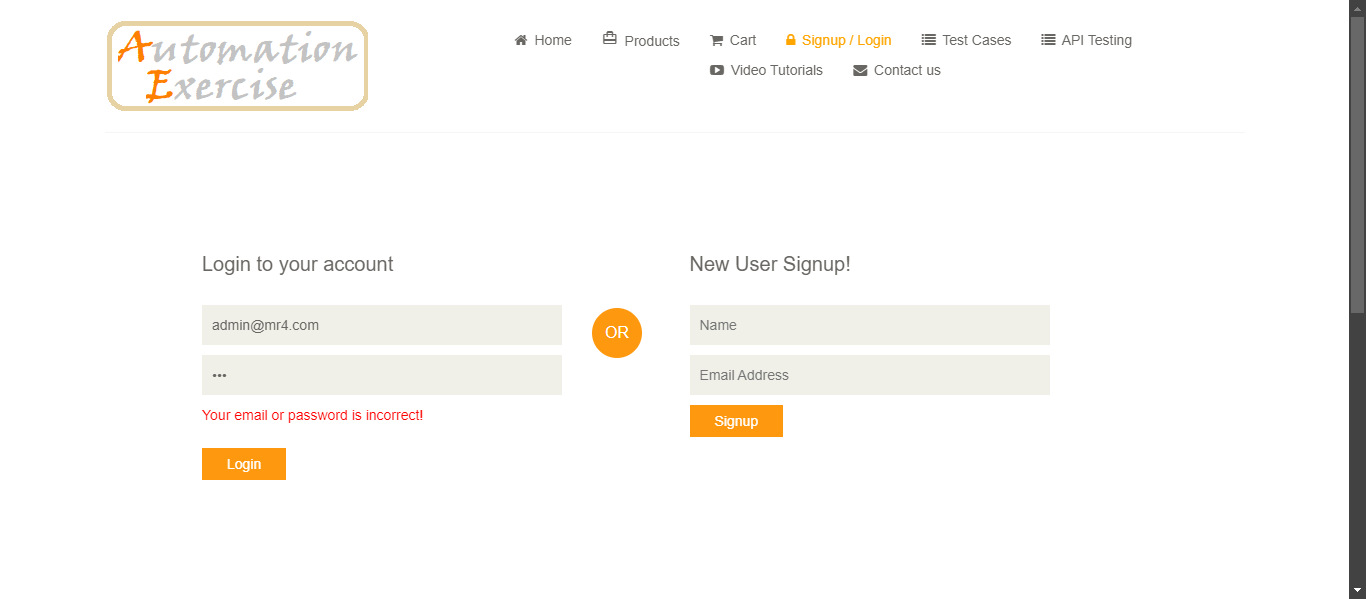 Automation
Exercise
Home
Products
Cart
Signup / Login
Test Cases
API Testing
Video Tutorials
Contact us
Login to your account
admin@mr4.com
•••
Your email or password is incorrect!
Login
OR
New User Signup!
Name
Email Address
Signup